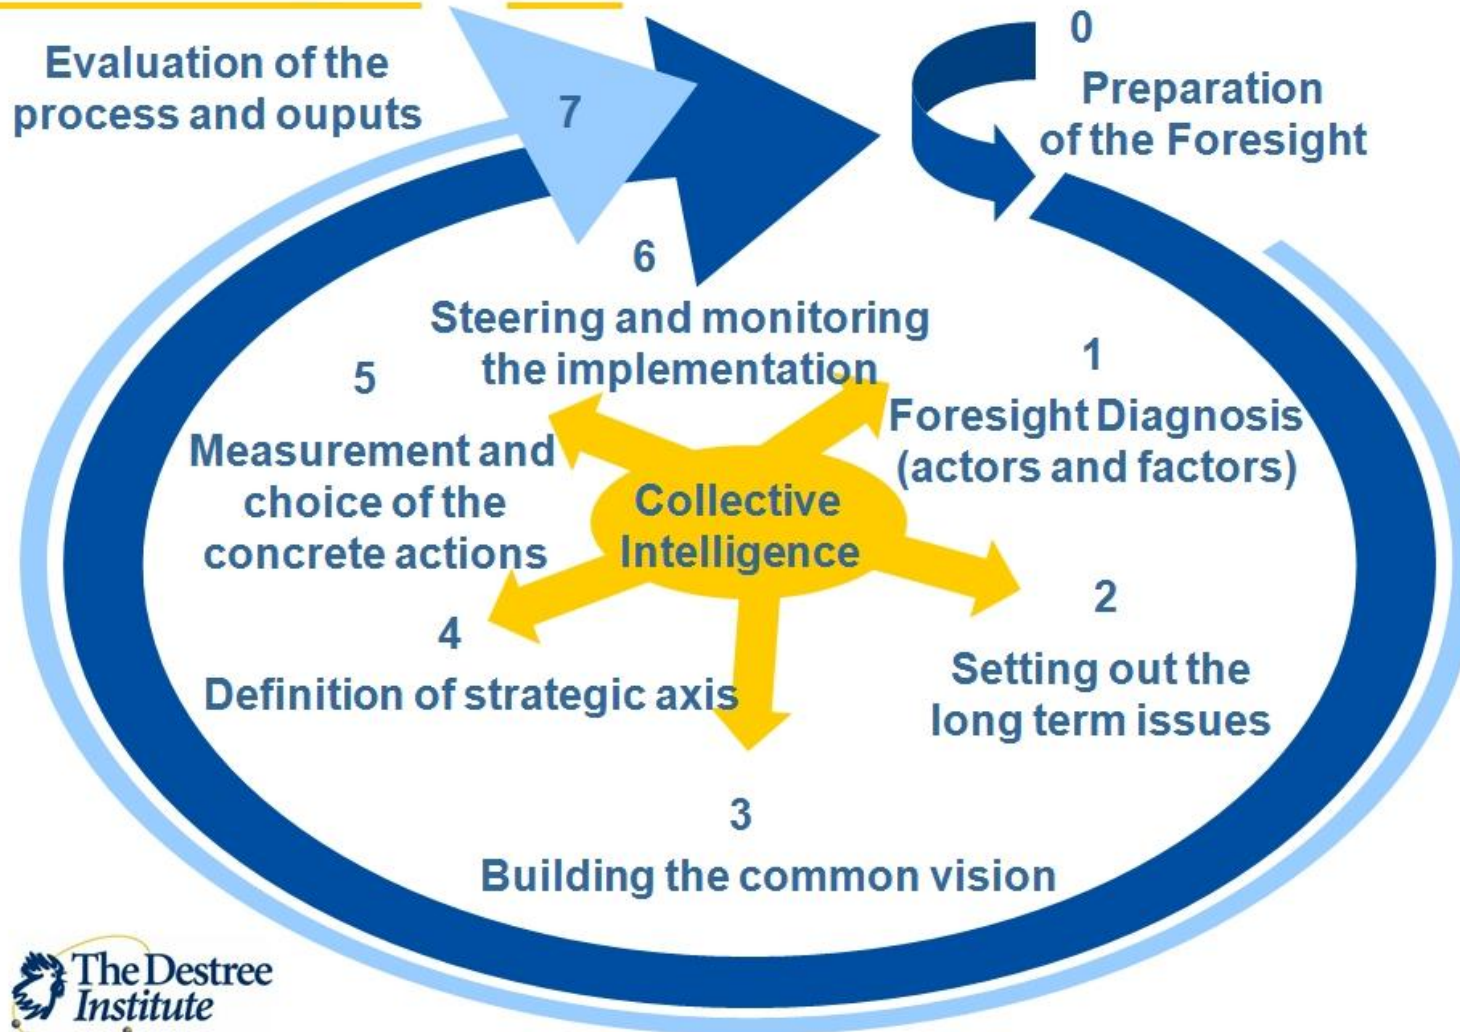 0
Preparation
of the Foresight
1
Foresight Diagnosis
(actors and factors)
2
Setting out the
long term issues
3
Building the common vision
4
Definition of strategic axis
5
Measurement and
choice of the
concrete actions
6
Steering and monitoring
the implementation
7
Evaluation of the
process and ouputs
Collective
Intelligence
The Destree
Institute